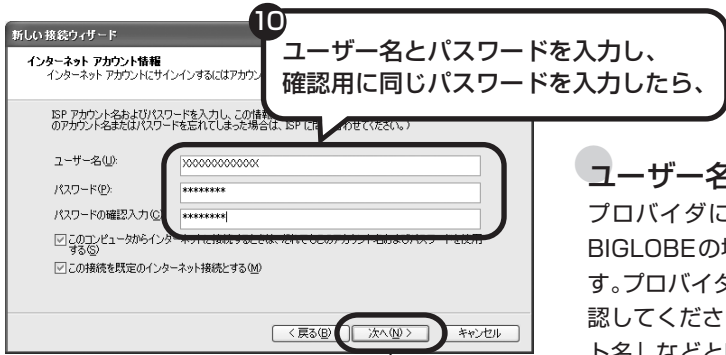 新しい接続ウィザード
インターネット アカウント情報
インターネット アカウントにサインインするにはアカウン
10
ユーザー名とパスワードを入力し、
確認用に同じパスワードを入力したら、
ISP アカウント名およびパスワードを入力し、この情報
のアカウント名またはパスワードを忘れてしまった場合は、ISP に
わせてください。)
ユーザー名(U):
XXXXXXXXXXXX
パスワード(P):
********
パスワードの確認入力(C)
********
このコンピュータからインターネットに接続するときは、だれでもこのアカウント名およびパスワードを使用
する(S)
この接続を既定のインターネット接続とする(M)
< 戻る(B)
次へ(N) >
キャンセル
ユーザー名
プロバイダに
BIGLOBEの
す。プロバイダ
認してくださ
ト名」などと